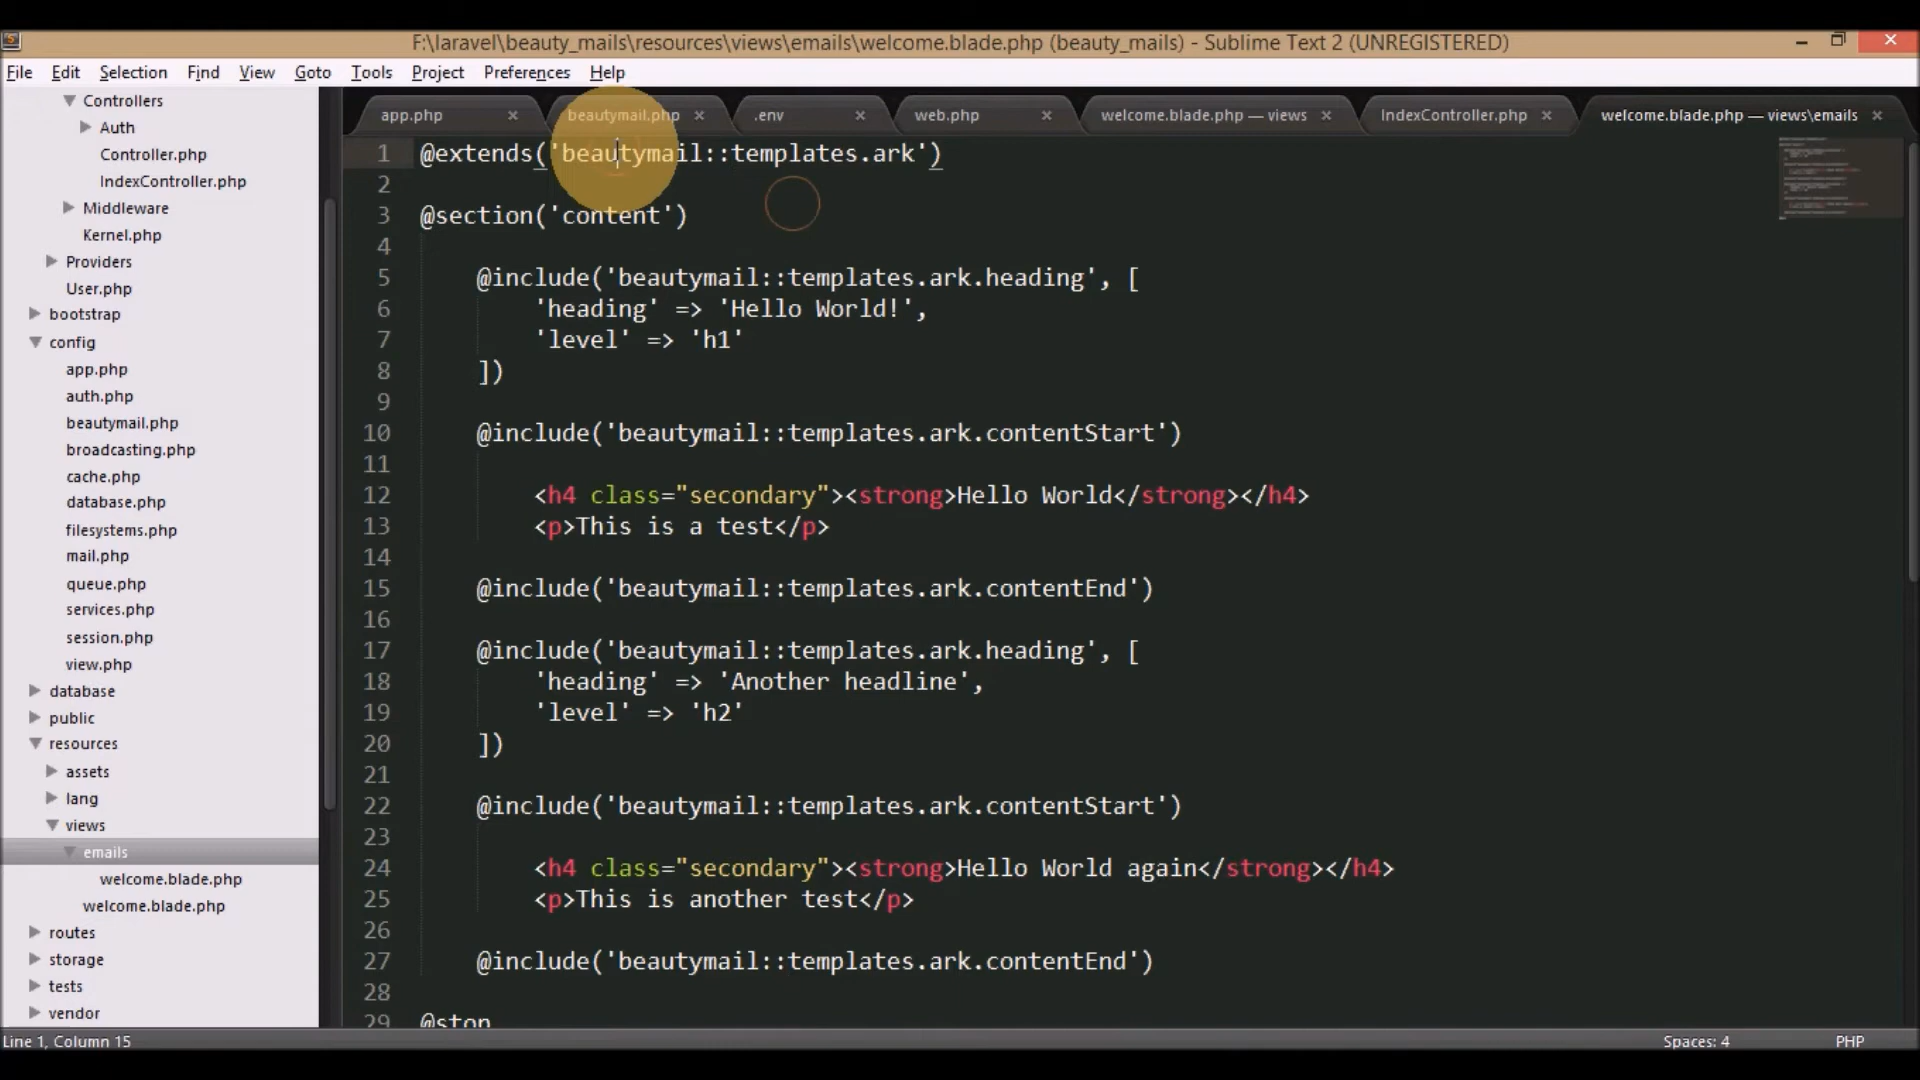 F:\laravel\beauty_mails\resources\views\emails\welcome.blade.php (beauty_mails) - Sublime Text 2 (UNREGISTERED)
File Edit Selection Find View Goto Tools Project Preferences Help
app.php × beautymail.php × .env × web.php × welcome.blade.php — views × IndexController.php × welcome.blade.php — views\emails ×
Controllers
Auth
Controller.php
IndexController.php
Middleware
Kernel.php
Providers
User.php
bootstrap
config
app.php
auth.php
beautymail.php
broadcasting.php
cache.php
database.php
filesystems.php
mail.php
queue.php
services.php
session.php
view.php
database
public
resources
assets
lang
views
emails
welcome.blade.php
welcome.blade.php
routes
storage
tests
vendor
1 @extends('beautymail::templates.ark')
2
3 @section('content')
4
5 @include('beautymail::templates.ark.heading', [
6 'heading' => 'Hello World!',
7 'level' => 'h1'
8 ])
9
10 @include('beautymail::templates.ark.contentStart')
11
12 <h4 class="secondary"><strong>Hello World</strong></h4>
13 <p>This is a test</p>
14
15 @include('beautymail::templates.ark.contentEnd')
16
17 @include('beautymail::templates.ark.heading', [
18 'heading' => 'Another headline',
19 'level' => 'h2'
20 ])
21
22 @include('beautymail::templates.ark.contentStart')
23
24 <h4 class="secondary"><strong>Hello World again</strong></h4>
25 <p>This is another test</p>
26
27 @include('beautymail::templates.ark.contentEnd')
28
29 @stop
Line 1, Column 15 Spaces: 4 PHP